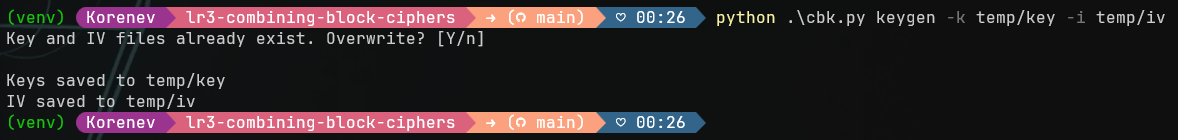 (venv) Korenev lr3-combining-block-ciphers → ( main) ♡ 00:26 python .\cbk.py keygen -k temp/key -i temp/iv
Key and IV files already exist. Overwrite? [Y/n]
Keys saved to temp/key
IV saved to temp/iv
(venv) Korenev lr3-combining-block-ciphers → ( main) ♡ 00:26